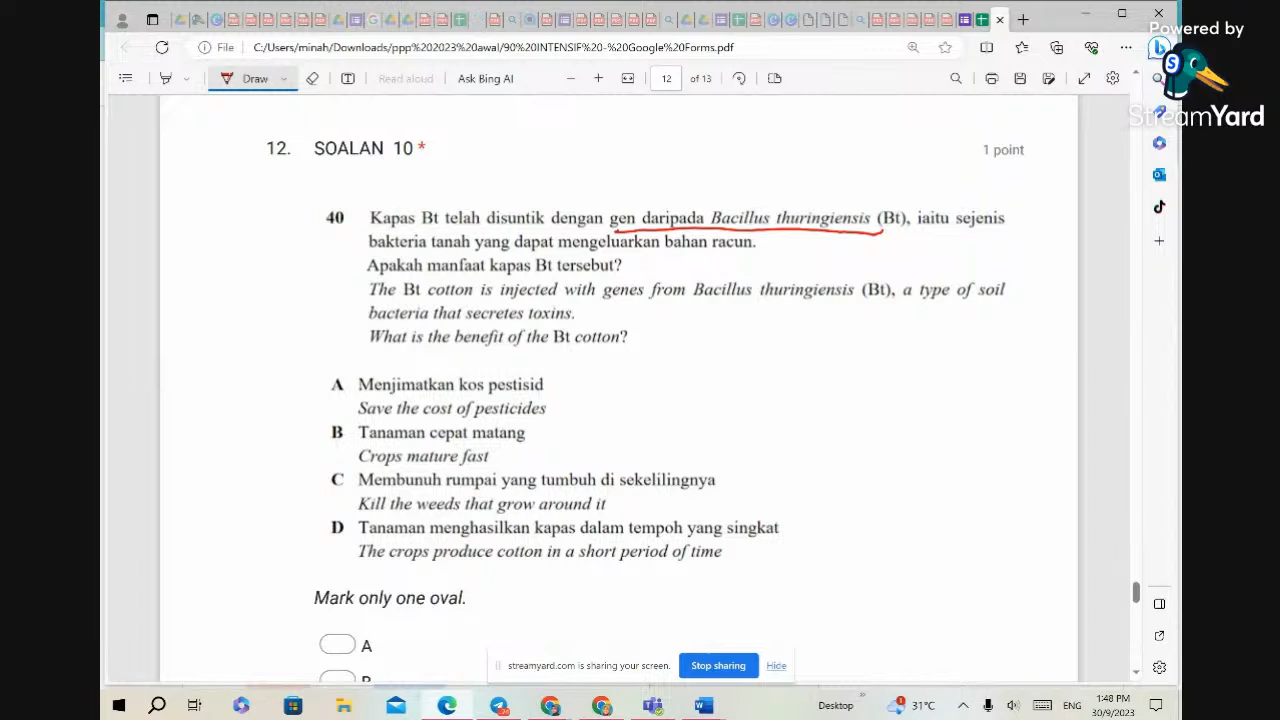 Powered by
StreamYard
File C:/Users/minah/Downloads/ppp%202023%20awal/90%20INTENSIF%20-%20Google%20Forms.pdf
Draw Read aloud Ask Bing AI 12 of 13
12. SOALAN 10 * 1 point
40 Kapas Bt telah disuntik dengan gen daripada Bacillus thuringiensis (Bt), iaitu sejenis
bakteria tanah yang dapat mengeluarkan bahan racun.
Apakah manfaat kapas Bt tersebut?
The Bt cotton is injected with genes from Bacillus thuringiensis (Bt), a type of soil
bacteria that secretes toxins.
What is the benefit of the Bt cotton?
A Menjimatkan kos pestisid
Save the cost of pesticides
B Tanaman cepat matang
Crops mature fast
C Membunuh rumpai yang tumbuh di sekelilingnya
Kill the weeds that grow around it
D Tanaman menghasilkan kapas dalam tempoh yang singkat
The crops produce cotton in a short period of time
Mark only one oval.
A
streamyard.com is sharing your screen. Stop sharing Hide
Desktop 31°C ENG 1:48 PM
30/9/2023